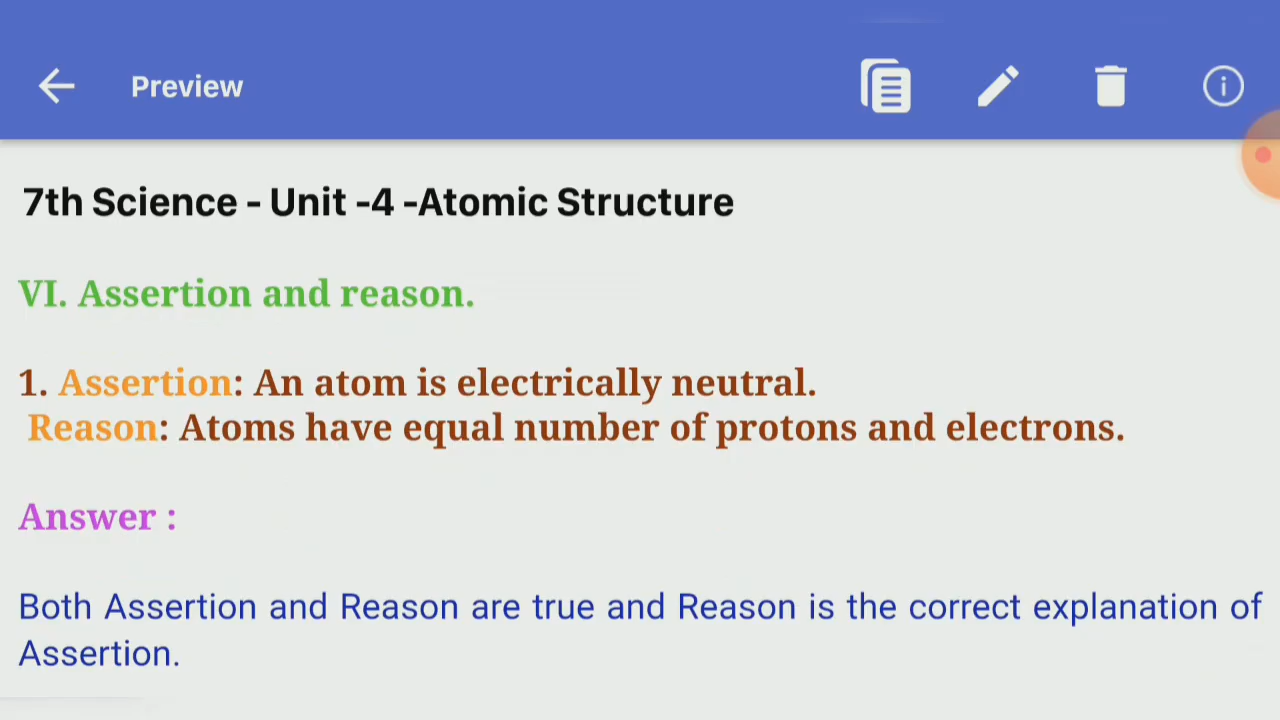 Preview
7th Science - Unit -4 -Atomic Structure
VI. Assertion and reason.
1. Assertion: An atom is electrically neutral.
Reason: Atoms have equal number of protons and electrons.
Answer :
Both Assertion and Reason are true and Reason is the correct explanation of
Assertion.